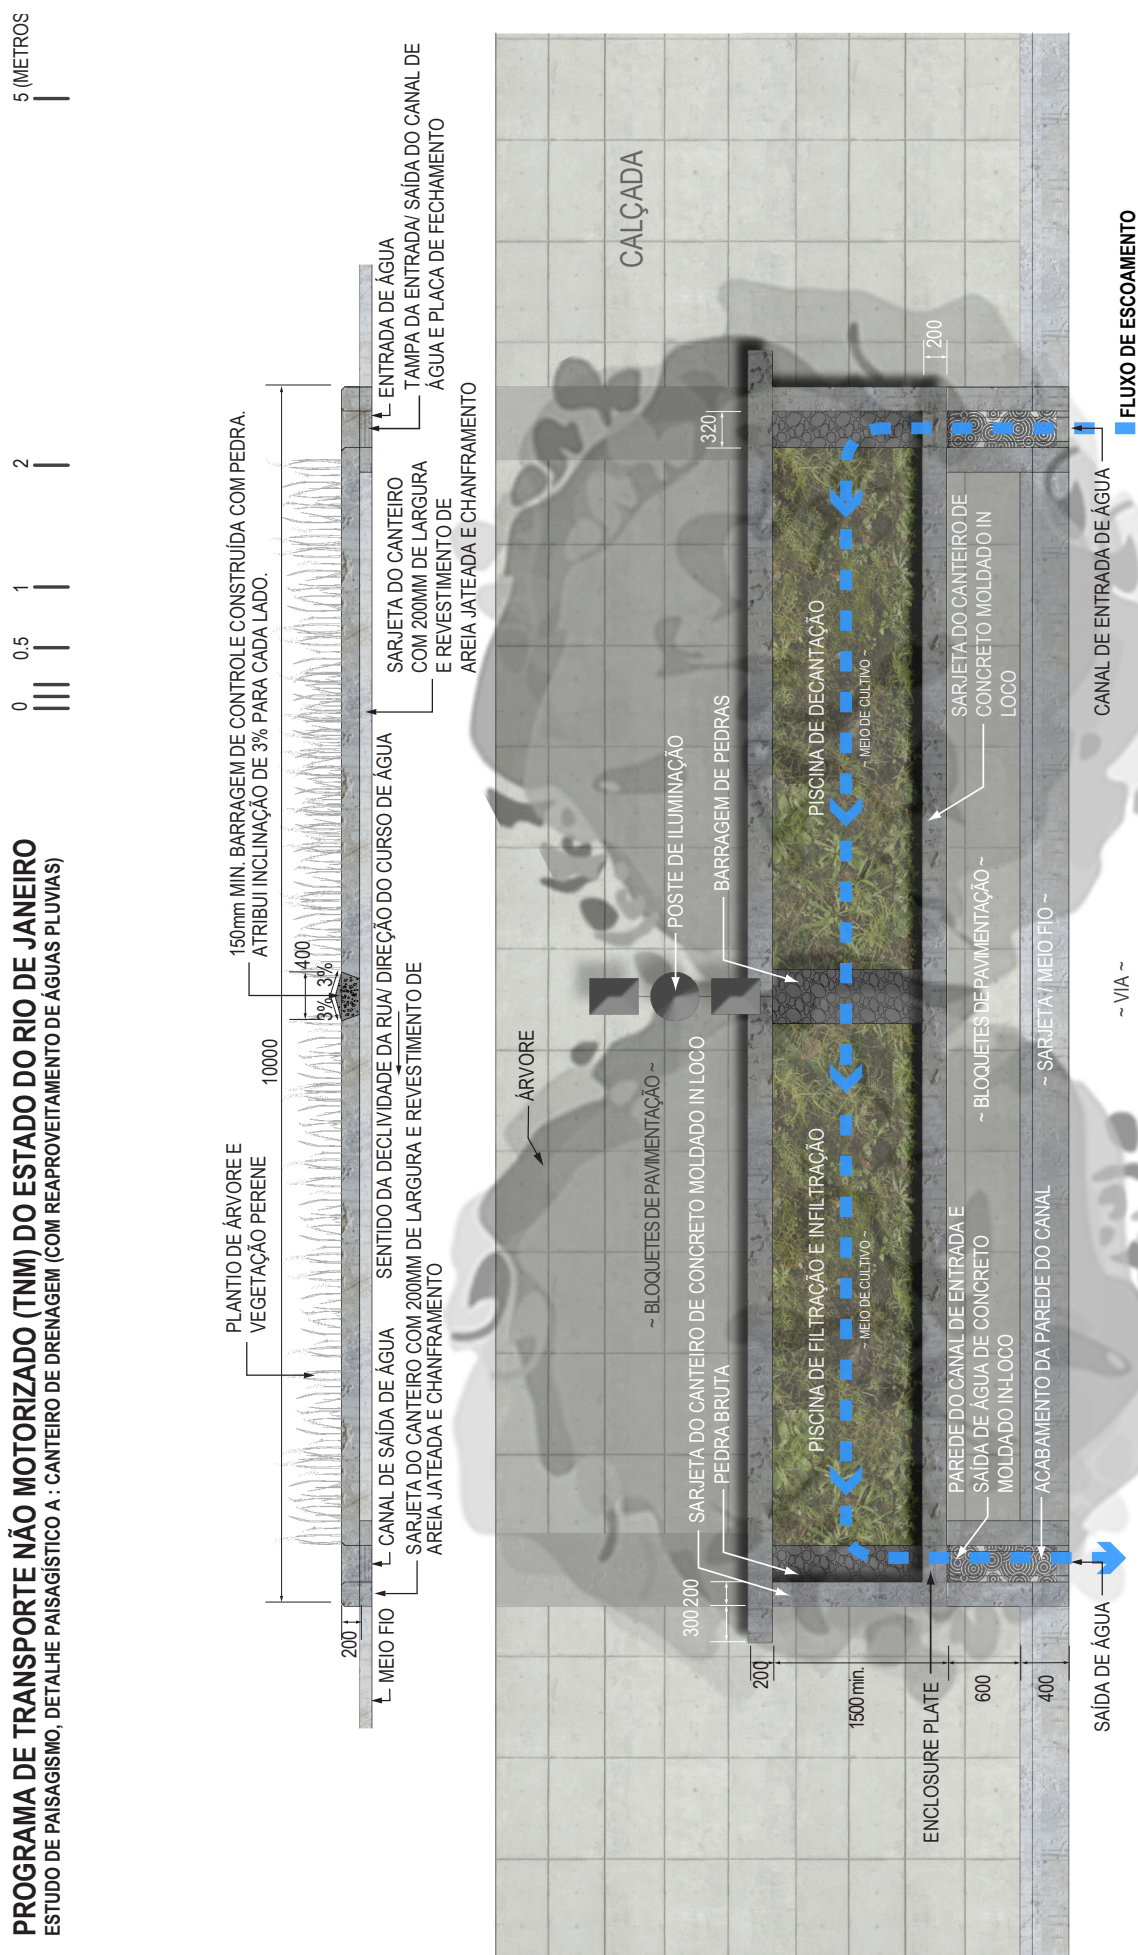 PROGRAMA DE TRANSPORTE NÃO MOTORIZADO (TNM) DO ESTADO DO RIO DE JANEIRO
ESTUDO DE PAISAGISMO, DETALHE PAISAGÍSTICO A : CANTEIRO DE DRENAGEM (COM REAPROVEITAMENTO DE ÁGUAS PLUVIAS)
0
0.5
1
2
5 (METROS
PLANTIO DE ÁRVORE E
VEGETAÇÃO PERENE
150mm MIN. BARRAGEM DE CONTROLE CONSTRUÍDA COM PEDRA.
ATRIBUI INCLINAÇÃO DE 3% PARA CADA LADO.
10000
400
3%
3%
200
MEIO FIO
CANAL DE SAÍDA DE ÁGUA
SARJETA DO CANTEIRO COM 200MM DE LARGURA E REVESTIMENTO DE
AREIA JATEADA E CHANFRAMENTO
SENTIDO DA DECLIVIDADE DA RUA/ DIREÇÃO DO CURSO DE ÁGUA
SARJETA DO CANTEIRO
COM 200MM DE LARGURA
E REVESTIMENTO DE
AREIA JATEADA E CHANFRAMENTO
ENTRADA DE ÁGUA
TAMPA DA ENTRADA/ SAÍDA DO CANAL DE
ÁGUA E PLACA DE FECHAMENTO
ÁRVORE
CALÇADA
~ BLOQUETES DE PAVIMENTAÇÃO ~
POSTE DE ILUMINAÇÃO
SARJETA DO CANTEIRO DE CONCRETO MOLDADO IN LOCO
PEDRA BRUTA
BARRAGEM DE PEDRAS
300
200
320
200
PISCINA DE FILTRAÇÃO E INFILTRAÇÃO
~ MEIO DE CULTIVO ~
PISCINA DE DECANTAÇÃO
~ MEIO DE CULTIVO ~
200
1500 min.
600
400
ENCLOSURE PLATE
PAREDE DO CANAL DE ENTRADA E
SAÍDA DE ÁGUA DE CONCRETO
MOLDADO IN-LOCO
ACABAMENTO DA PAREDE DO CANAL
~ BLOQUETES DE PAVIMENTAÇÃO ~
~ SARJETA / MEIO FIO ~
SARJETA DO CANTEIRO DE
CONCRETO MOLDADO IN
LOCO
SAÍDA DE ÁGUA
~ VIA ~
CANAL DE ENTRADA DE ÁGUA
FLUXO DE ESCOAMENTO